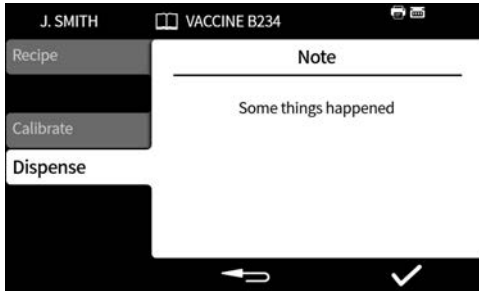 J. SMITH
VACCINE B234
Recipe
Note
Some things happened
Calibrate
Dispense